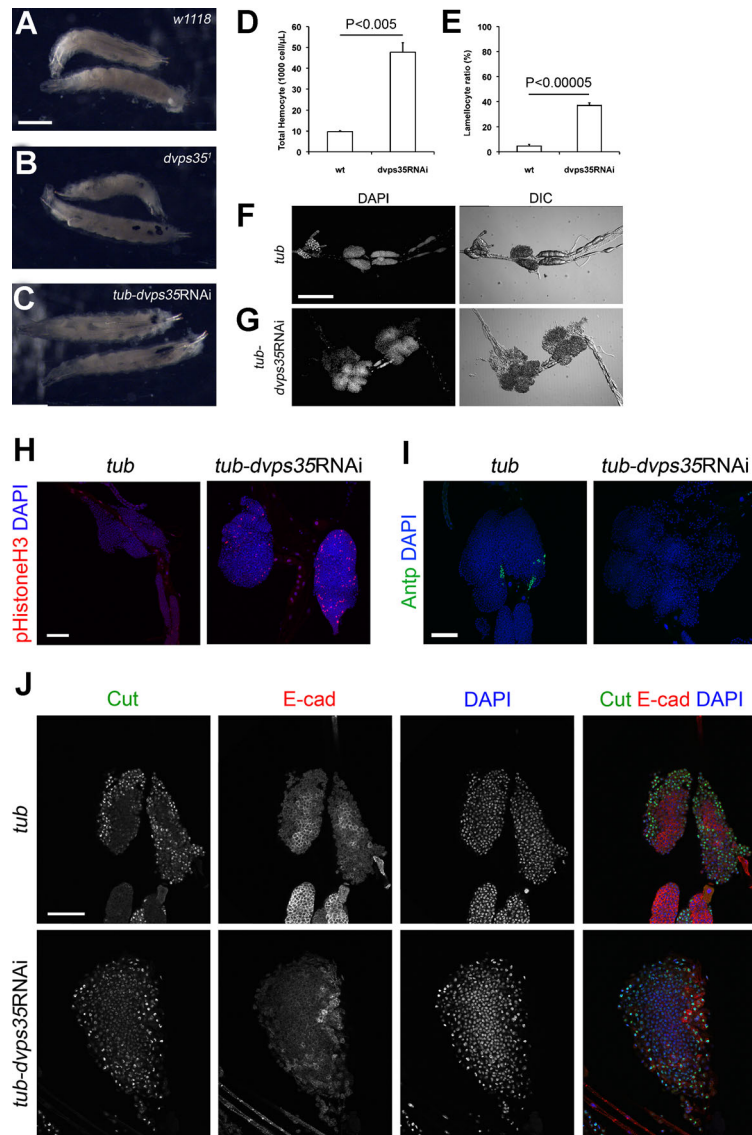 A
w1118
B
dvps35¹
C
tub-dvps35RNAi
D
P<0.005
Total Hemocyte (1000 cell/μL)
60
50
40
30
20
10
0
wt
dvps35RNAi
E
P<0.00005
Lamellocyte ratio (%)
100
80
60
40
20
0
wt
dvps35RNAi
F
DAPI
DIC
tub
G
tub-
dvps35RNAi
H
tub
tub-dvps35RNAi
pHistoneH3 DAPI
I
tub
tub-dvps35RNAi
Antp DAPI
J
Cut
E-cad
DAPI
Cut E-cad DAPI
tub
tub-dvps35RNAi